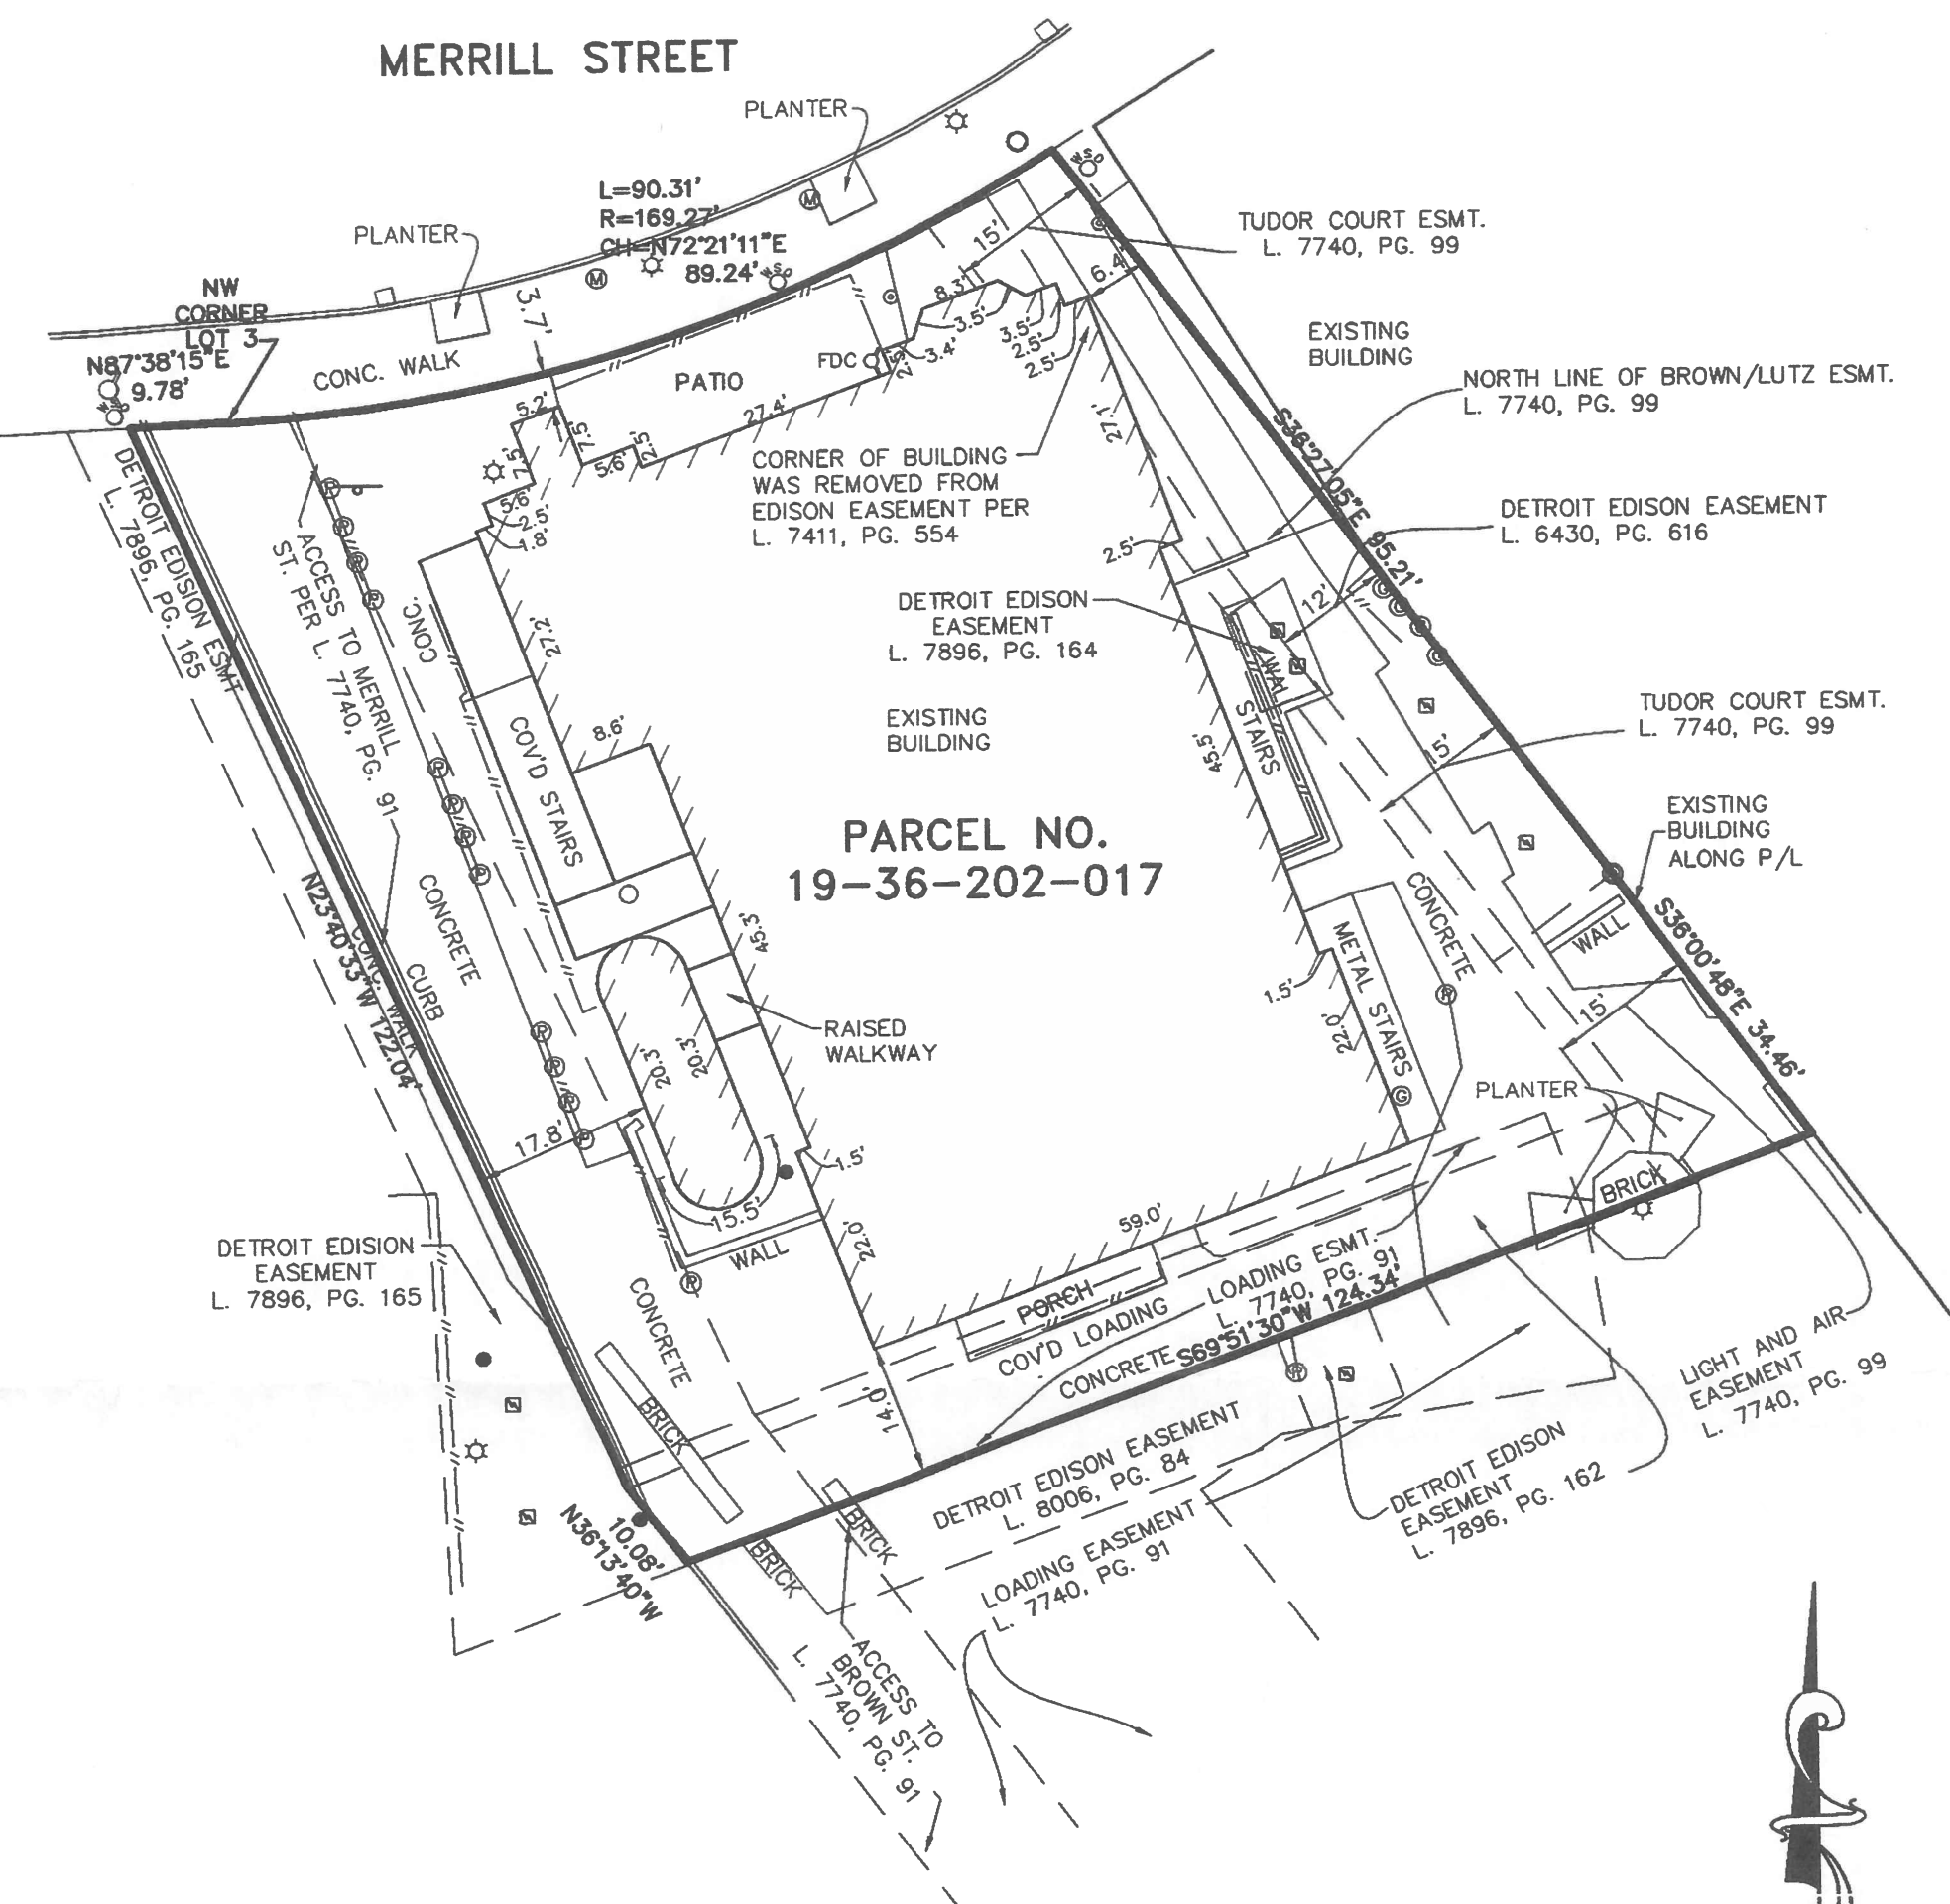 MERRILL STREET
PLANTER
L=90.31'
R=169.27'
CH=N72°21'11"E
89.24'
PLANTER
NW
CORNER
LOT 3
N87°38'15"E
9.78'
3.7'
CONC. WALK
PATIO
FDC
15'
6.4'
8.3'
3.5'
3.5'
2.5'
2.5'
3.4'
2.5'
TUDOR COURT ESMT.
L. 7740, PG. 99
EXISTING
BUILDING
NORTH LINE OF BROWN/LUTZ ESMT.
L. 7740, PG. 99
5.2'
7.5'
5.6'
2.5'
27.4'
7.5'
5.6'
2.5'
1.8'
27.1'
CORNER OF BUILDING
WAS REMOVED FROM
EDISON EASEMENT PER
L. 7411, PG. 554
S36°27'05"E 95.21'
DETROIT EDISON EASEMENT
L. 6430, PG. 616
2.5'
12'
DETROIT EDISON ESMT
L. 7896, PG. 165
ACCESS TO MERRILL
ST. PER L. 7740, PG. 91
CONC.
27.2'
DETROIT EDISON
EASEMENT
L. 7896, PG. 164
WAL
STAIRS
45.5'
COV'D STAIRS
8.6'
EXISTING
BUILDING
TUDOR COURT ESMT.
L. 7740, PG. 99
15'
PARCEL NO.
19-36-202-017
EXISTING
BUILDING
ALONG P/L
N23°40'33"W 122.04'
CONC. WALK
CURB
CONCRETE
45.3'
RAISED
WALKWAY
20.3'
20.3'
1.5'
22.0'
METAL STAIRS
CONCRETE
WALL
S36°00'48"E 34.46'
15'
PLANTER
17.8'
15.5'
WALL
1.5'
22.0'
59.0'
BRICK
DETROIT EDISION
EASEMENT
L. 7896, PG. 165
CONCRETE
PORCH
COV'D LOADING
CONCRETE
LOADING ESMT.
L. 7740, PG. 91
S69°51'30"W 124.34'
14.0'
BRICK
BRICK
BRICK
10.08'
N36°13'40"W
DETROIT EDISON EASEMENT
L. 8006, PG. 84
LOADING EASEMENT
L. 7740, PG. 91
DETROIT EDISON
EASEMENT
L. 7896, PG. 162
LIGHT AND AIR
EASEMENT
L. 7740, PG. 99
ACCESS TO
BROWN ST.
L. 7740, PG. 91